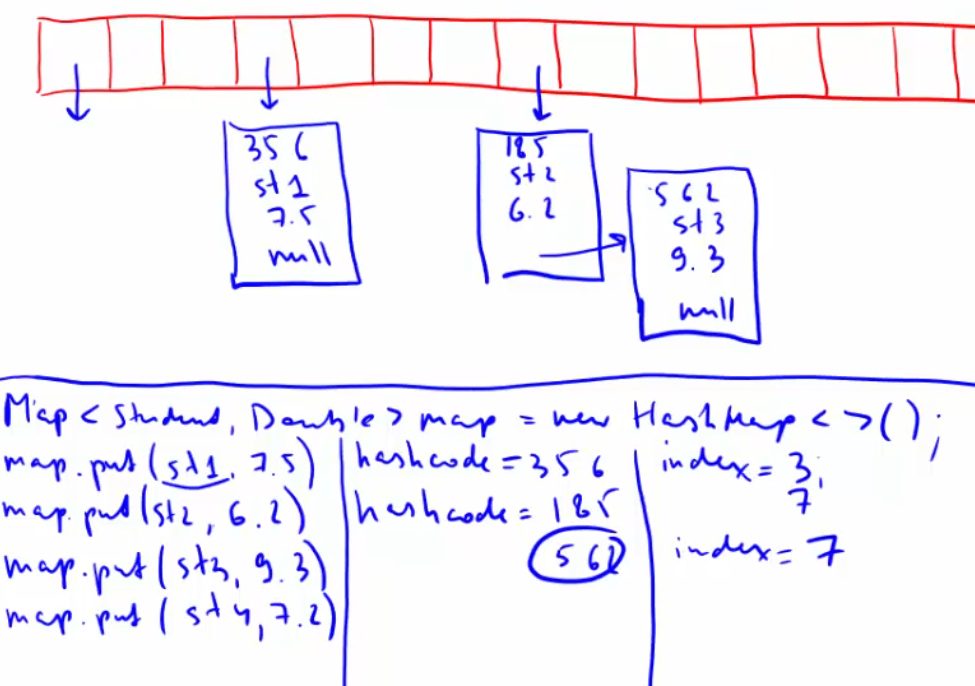 356
st1
7.5
null
185
st2
6.2
562
st3
9.3
null
Map < Student, Double > map = new HashMap < > ( ) ;
map.put (st1, 7.5)
map.put (st2, 6.2)
map.put ( st3, 9.3)
map.put ( st4, 7.2)
hashcode = 356
hashcode = 185
562
index = 3;
7
index = 7